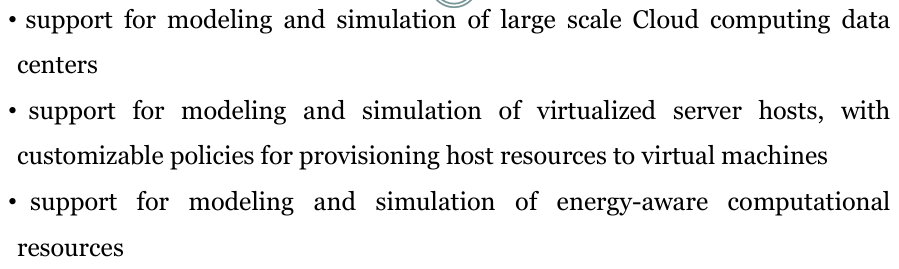 • support for modeling and simulation of large scale Cloud computing data
centers
• support for modeling and simulation of virtualized server hosts, with
customizable policies for provisioning host resources to virtual machines
• support for modeling and simulation of energy-aware computational
resources